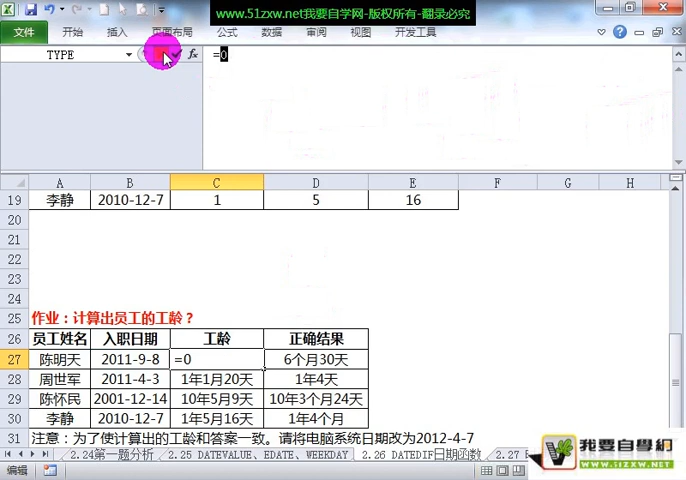 www.51zxw.net我要自学网-版权所有-翻录必究
文件 开始 插入 页面布局 公式 数据 审阅 视图 开发工具
TYPE fx =0
A B C D E F G H
19 李静 2010-12-7 1 5 16
20
21
22
23
24
25 作业：计算出员工的工龄？
26 员工姓名 入职日期 工龄 正确结果
27 陈明天 2011-9-8 =0 6个月30天
28 周世军 2011-4-3 1年1月20天 1年4天
29 陈怀民 2001-12-14 10年5月9天 10年3个月24天
30 李静 2010-12-7 1年5月16天 1年4个月
31 注意：为了使计算出的工龄和答案一致。请将电脑系统日期改为2012-4-7
2.24第一题分析 2.25 DATEVALUE、EDATE、WEEKDAY 2.26 DATEDIF日期函数 2.27
编辑
我要自學網
WWW.51ZXW.NET